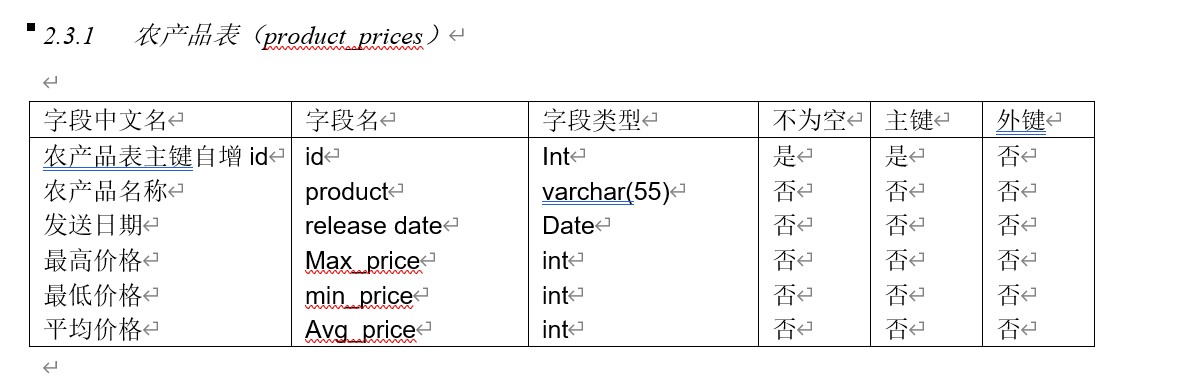 2.3.1 农产品表（product_prices）
字段中文名 字段名 字段类型 不为空 主键 外键
农产品表主键自增 id id Int 是 是 否
农产品名称 product varchar(55) 否 否 否
发送日期 release date Date 否 否 否
最高价格 Max_price int 否 否 否
最低价格 min_price int 否 否 否
平均价格 Avg_price int 否 否 否